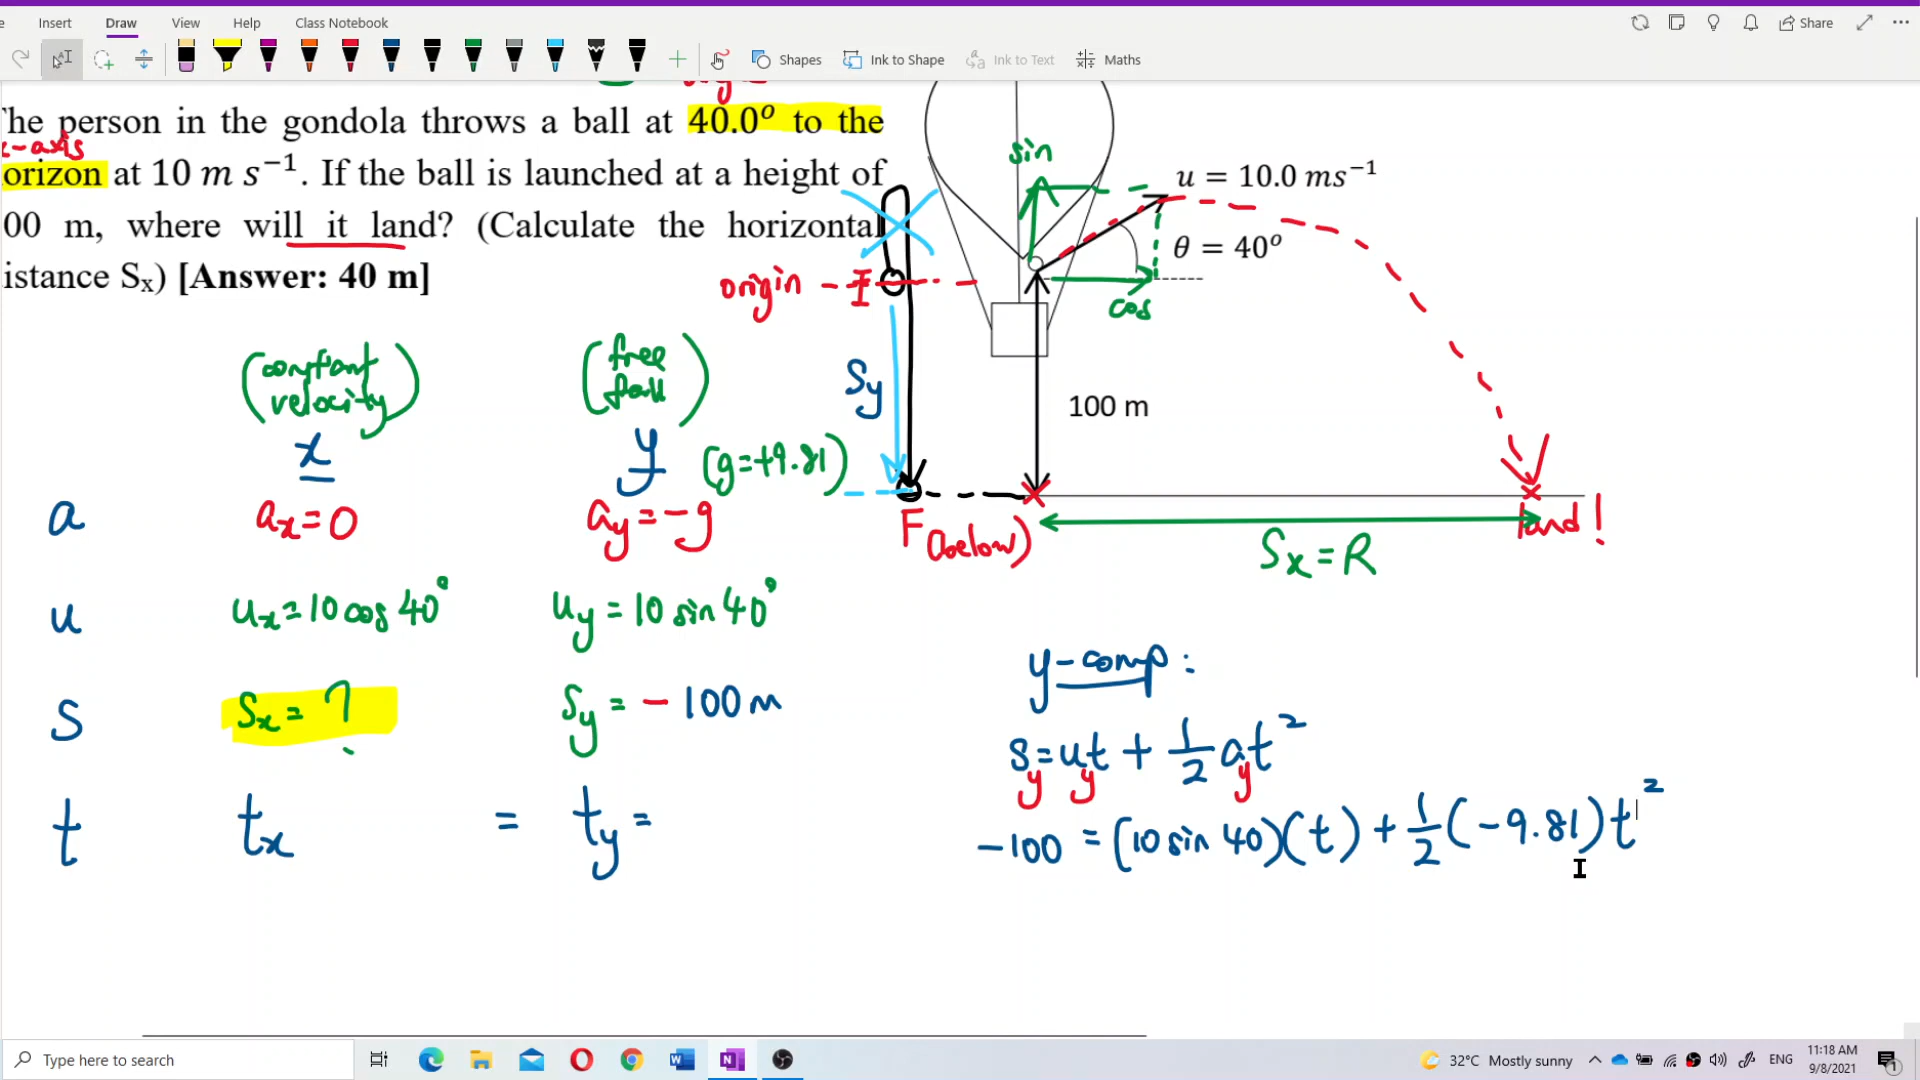 Insert Draw View Help Class Notebook Share
Shapes Ink to Shape Ink to Text Maths
he person in the gondola throws a ball at 40.0° to the
x-axis
orizon at 10 m s⁻¹. If the ball is launched at a height of
00 m, where will it land? (Calculate the horizontal
istance Sₓ) [Answer: 40 m]
sin
u = 10.0 ms⁻¹
θ = 40°
cos
origin
I
Sy
100 m
F (below)
land!
Sx = R
(constant velocity)
(free fall)
x
y (g=+9.81)
a ax = 0 ay = -g
u ux = 10 cos 40° uy = 10 sin 40°
s Sx = ? Sy = - 100 m
t tx = ty =
y-comp:
sy = uyt + 1/2 ayt²
-100 = (10 sin 40)(t) + 1/2 (-9.81)t²
Type here to search
32°C Mostly sunny
ENG
11:18 AM
9/8/2021
1